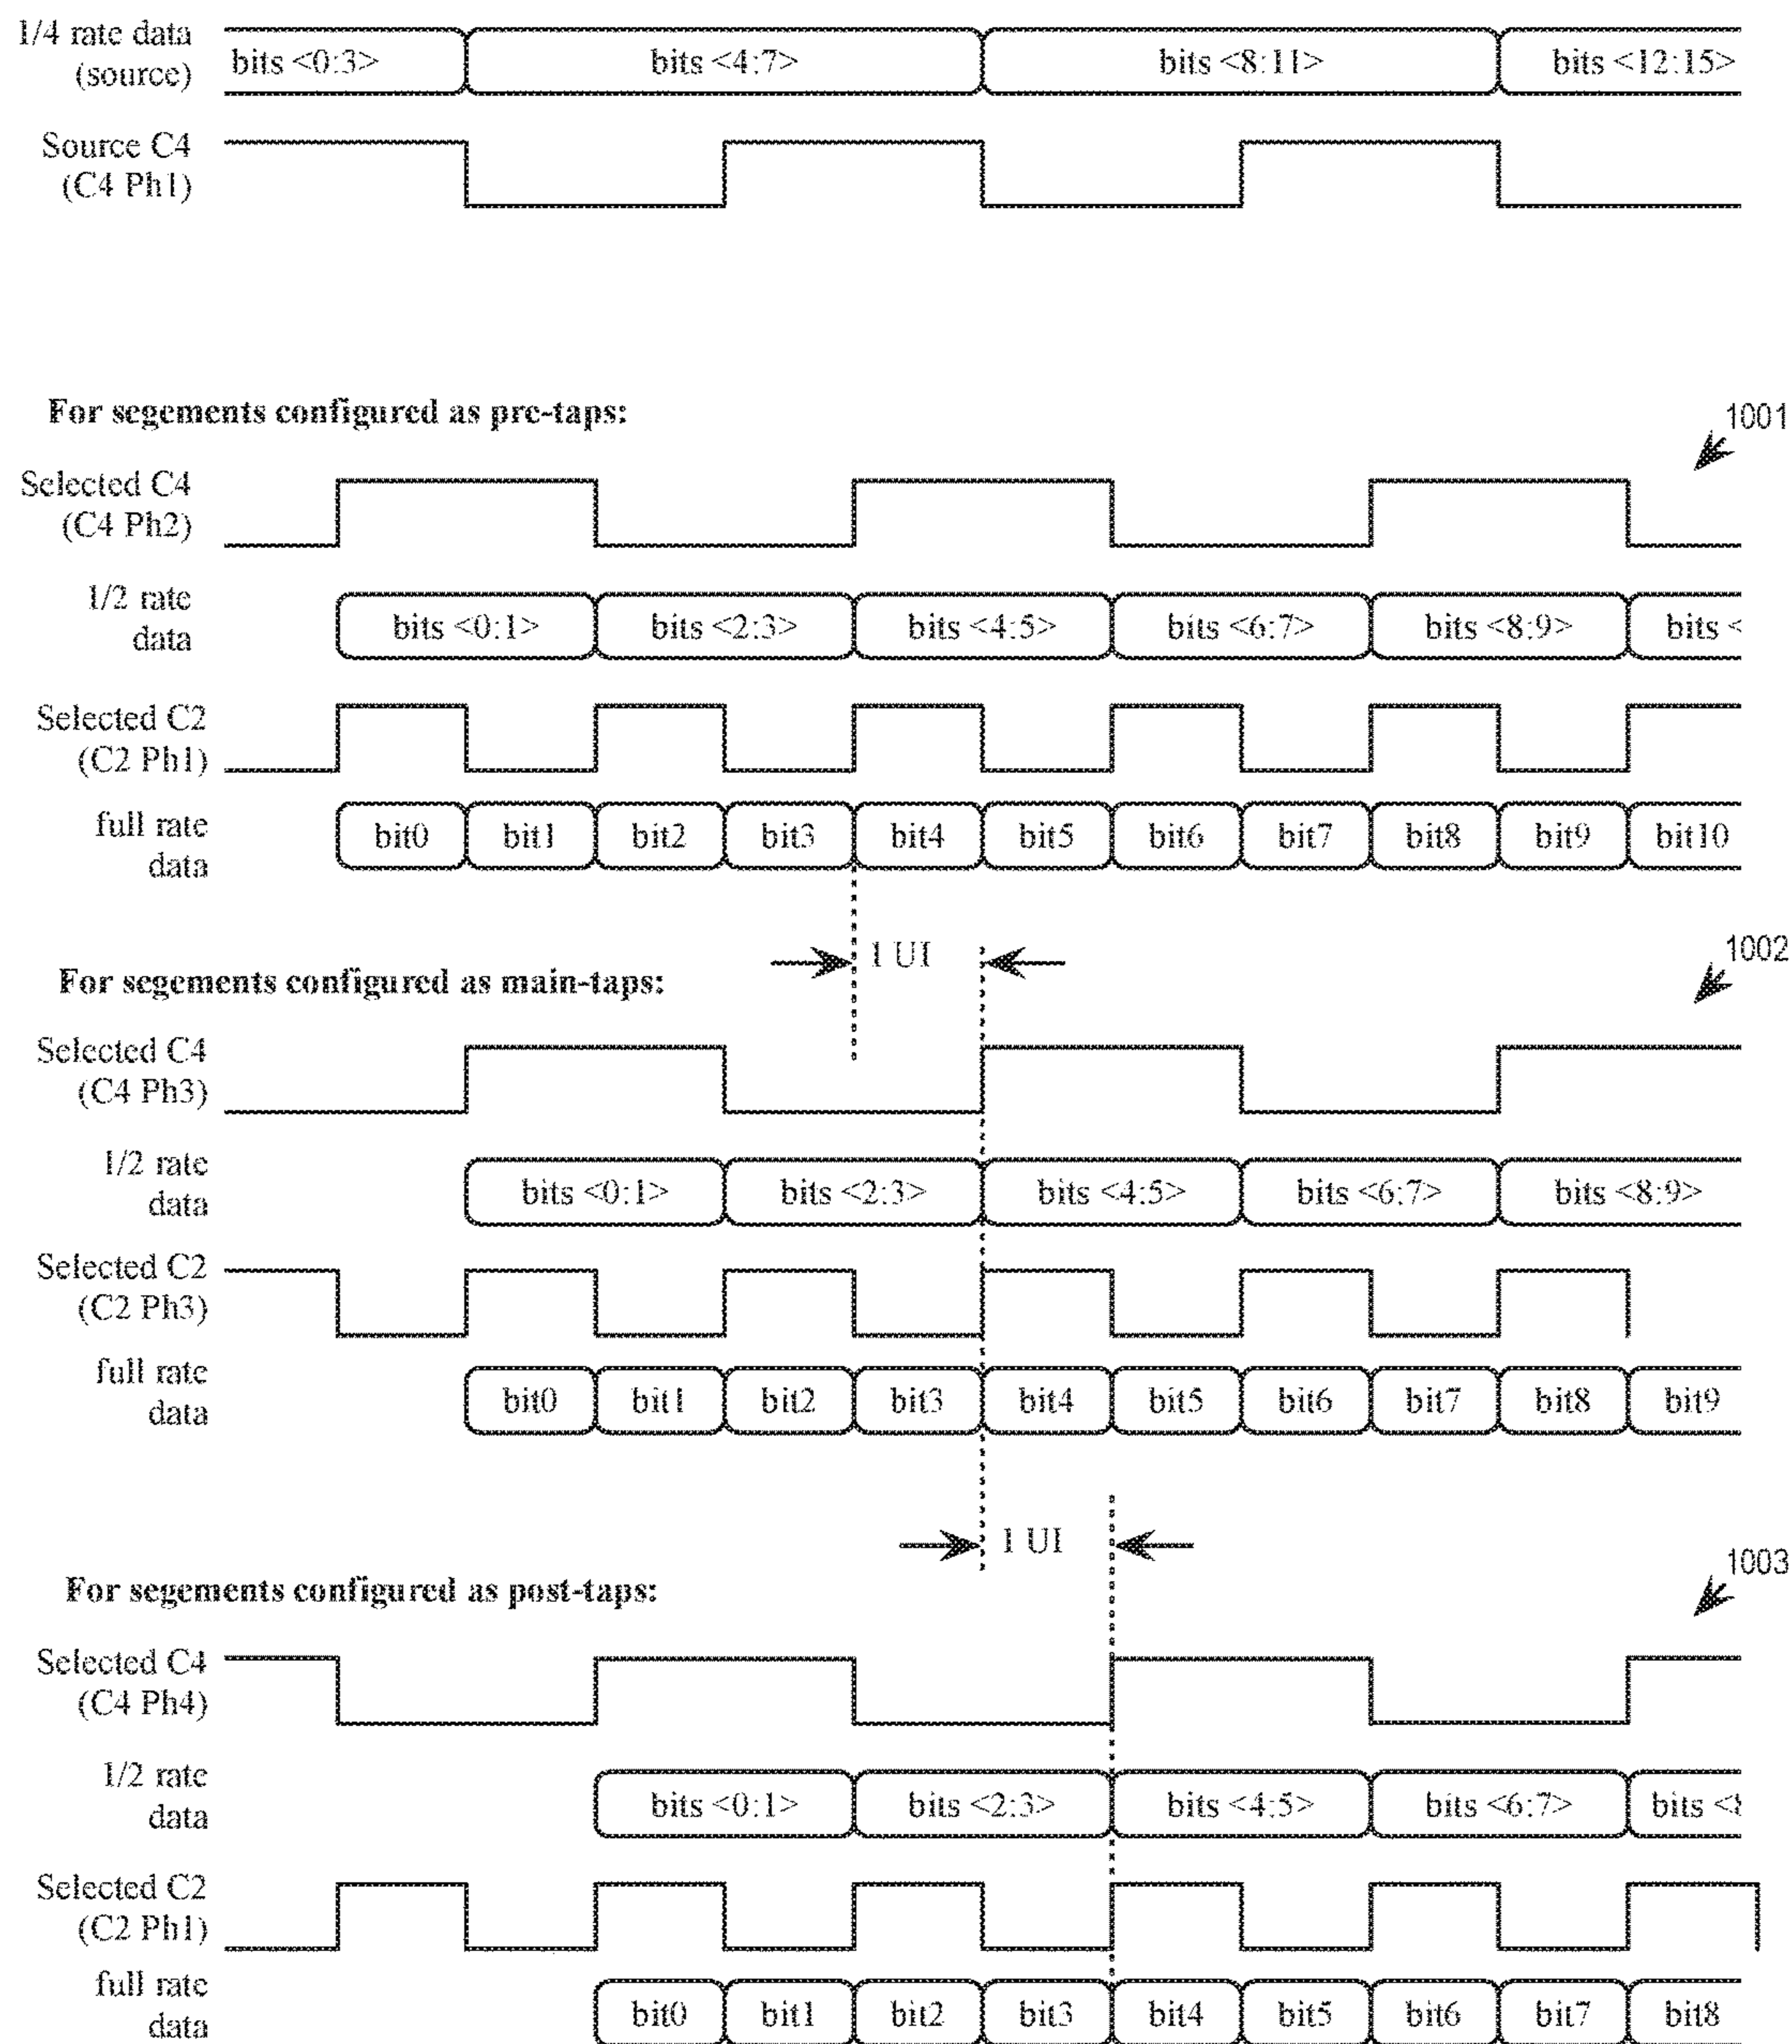 1/4 rate data
(source)
bits <0:3>
bits <4:7>
bits <8:11>
bits <12:15>
Source C4
(C4 Ph1)
For segements configured as pre-taps:
1001
Selected C4
(C4 Ph2)
1/2 rate
data
bits <0:1>
bits <2:3>
bits <4:5>
bits <6:7>
bits <8:9>
bits <
Selected C2
(C2 Ph1)
full rate
data
bit0
bit1
bit2
bit3
bit4
bit5
bit6
bit7
bit8
bit9
bit10
1 UI
1002
For segements configured as main-taps:
Selected C4
(C4 Ph3)
1/2 rate
data
bits <0:1>
bits <2:3>
bits <4:5>
bits <6:7>
bits <8:9>
Selected C2
(C2 Ph3)
full rate
data
bit0
bit1
bit2
bit3
bit4
bit5
bit6
bit7
bit8
bit9
1 UI
1003
For segements configured as post-taps:
Selected C4
(C4 Ph4)
1/2 rate
data
bits <0:1>
bits <2:3>
bits <4:5>
bits <6:7>
bits <8
Selected C2
(C2 Ph1)
full rate
data
bit0
bit1
bit2
bit3
bit4
bit5
bit6
bit7
bit8